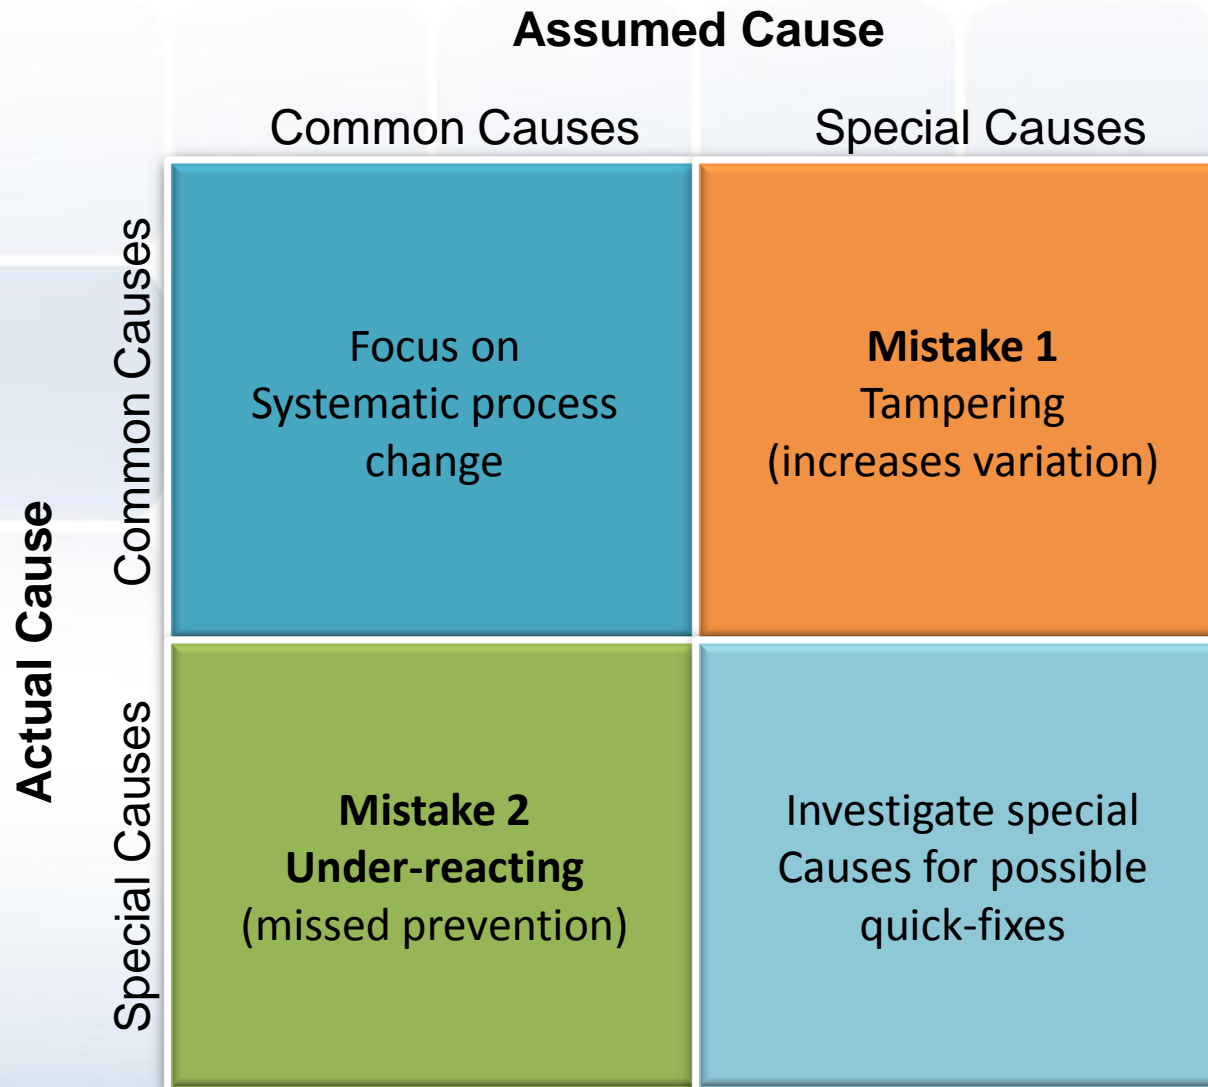 Assumed Cause
Common Causes
Special Causes
Actual Cause
Common Causes
Focus on
Systematic process
change
Mistake 1
Tampering
(increases variation)
Special Causes
Mistake 2
Under-reacting
(missed prevention)
Investigate special
Causes for possible
quick-fixes